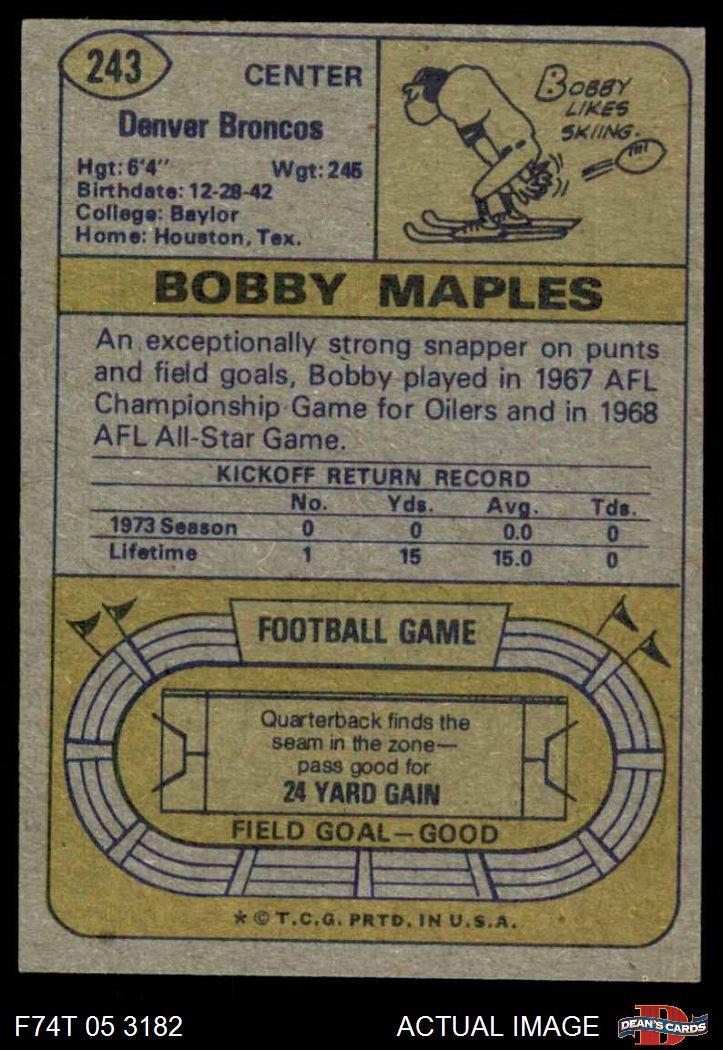 243
CENTER
Denver Broncos
Hgt: 6'4" Wgt: 245
Birthdate: 12-28-42
College: Baylor
Home: Houston, Tex.
BOBBY
LIKES
SKIING.
BOBBY MAPLES
An exceptionally strong snapper on punts
and field goals, Bobby played in 1967 AFL
Championship Game for Oilers and in 1968
AFL All-Star Game.
KICKOFF RETURN RECORD
No. Yds. Avg. Tds.
1973 Season 0 0 0.0 0
Lifetime 1 15 15.0 0
FOOTBALL GAME
Quarterback finds the
seam in the zone—
pass good for
24 YARD GAIN
FIELD GOAL—GOOD
* © T.C.G. PRTD. IN U.S.A.
F74T 05 3182 ACTUAL IMAGE D DEAN'S CARDS